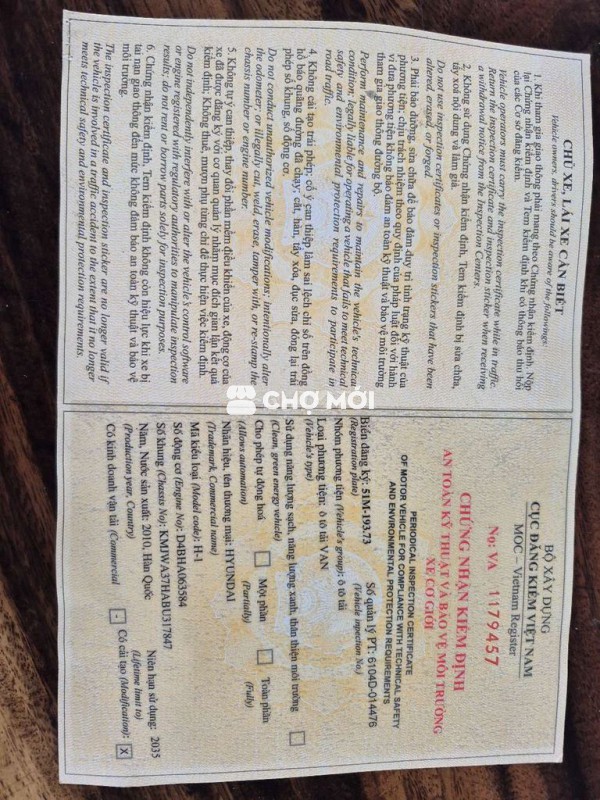 CHỦ XE, LÁI XE CẦN BIẾT
Vehicle owners, drivers should be aware of the followings:
1. Khi tham gia giao thông phải mang theo Chứng nhận kiểm định. Nộp
lại Chứng nhận kiểm định và Tem kiểm định khi có thông báo thu hồi
của các Cơ sở đăng kiểm.
Vehicle operators must carry the inspection certificate while in traffic.
Return the inspection certificate and inspection sticker when receiving
a withdrawal notice from the Inspection Centers.
2. Không sử dụng Chứng nhận kiểm định, Tem kiểm định bị sửa chữa,
tẩy xoá nội dung và làm giả.
Do not use inspection certificates or inspection stickers that have been
altered, erased, or forged.
3. Phải bảo dưỡng, sửa chữa để bảo đảm duy trì tình trạng kỹ thuật của
phương tiện; chịu trách nhiệm theo quy định của pháp luật đối với hành
vi đưa phương tiện không bảo đảm an toàn kỹ thuật và bảo vệ môi trường
tham gia giao thông đường bộ.
Perform maintenance and repairs to maintain the vehicle's technical
condition; legally liable for operating a vehicle that fails to meet technical
safety and environmental protection requirements to participate in
road traffic.
4. Không cải tạo trái phép; cố ý can thiệp làm sai lệch chỉ số trên đồng
hồ báo quãng đường đã chạy; cắt, hàn, tẩy xóa, đục sửa, đóng lại trái
phép số khung, số động cơ.
Do not conduct unauthorized vehicle modifications; intentionally alter
the odometer; or illegally cut, weld, erase, tamper with, or re-stamp the
chassis number or engine number.
5. Không tự ý can thiệp, thay đổi phần mềm điều khiển của xe, động cơ của
xe đã được đăng ký với cơ quan quản lý nhằm mục đích gian lận kết quả
kiểm định; Không thuê, mượn phụ tùng chỉ để thực hiện việc kiểm định.
Do not independently interfere with or alter the vehicle's control software
or engine registered with regulatory authorities to manipulate inspection
results; do not rent or borrow parts solely for inspection purposes.
6. Chứng nhận kiểm định, Tem kiểm định không còn hiệu lực khi xe bị
tai nạn giao thông đến mức không đảm bảo an toàn kỹ thuật và bảo vệ
môi trường.
The inspection certificate and inspection sticker are no longer valid if
the vehicle is involved in a traffic accident to the extent that it no longer
meets technical safety and environmental protection requirements.
BỘ XÂY DỰNG
CỤC ĐĂNG KIỂM VIỆT NAM
MOC – Vietnam Register
No: VA 1179457
CHỨNG NHẬN KIỂM ĐỊNH
AN TOÀN KỸ THUẬT VÀ BẢO VỆ MÔI TRƯỜNG
XE CƠ GIỚI
PERIODICAL INSPECTION CERTIFICATE
OF MOTOR VEHICLE FOR COMPLIANCE WITH TECHNICAL SAFETY
AND ENVIRONMENTAL PROTECTION REQUIREMENTS
Biển đăng ký: 51M-193.73 Số quản lý PT: 6104D-014476
(Registration plate) (Vehicle inpection No.)
Nhóm phương tiện (Vehicle's group): ô tô tải
Loại phương tiện: ô tô tải VAN
(Vehicle's type)
Sử dụng năng lượng sạch, năng lượng xanh, thân thiện môi trường
(Clean, green energy vehicle)
Cho phép tự động hoá Một phần Toàn phần
(Allows automation) (Partially) (Fully)
Nhãn hiệu, tên thương mại: HYUNDAI
(Trademark, Commercial name)
Mã kiểu loại (Model code): H-1
Số động cơ (Engine No): D4BHA063584
Số khung (Chassis No): KMJWA37HABU317847
Năm, Nước sản xuất: 2010, Hàn Quốc Niên hạn sử dụng: 2035
(Production year, Country) (Lifetime limit to)
Có kinh doanh vận tải (Commercial - Có cải tạo (Modification): X
CHỢ MỚI